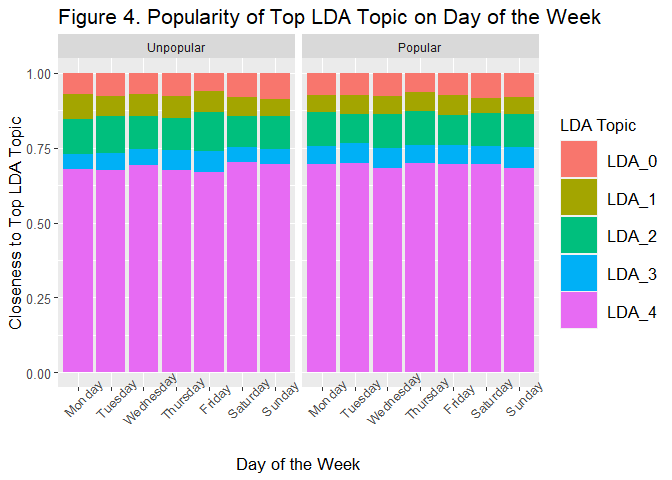 Figure 4. Popularity of Top LDA Topic on Day of the Week
Unpopular
Popular
Closeness to Top LDA Topic
1.00
0.75
0.50
0.25
0.00
Monday
Tuesday
Wednesday
Thursday
Friday
Saturday
Sunday
Monday
Tuesday
Wednesday
Thursday
Friday
Saturday
Sunday
Day of the Week
LDA Topic
LDA_0
LDA_1
LDA_2
LDA_3
LDA_4